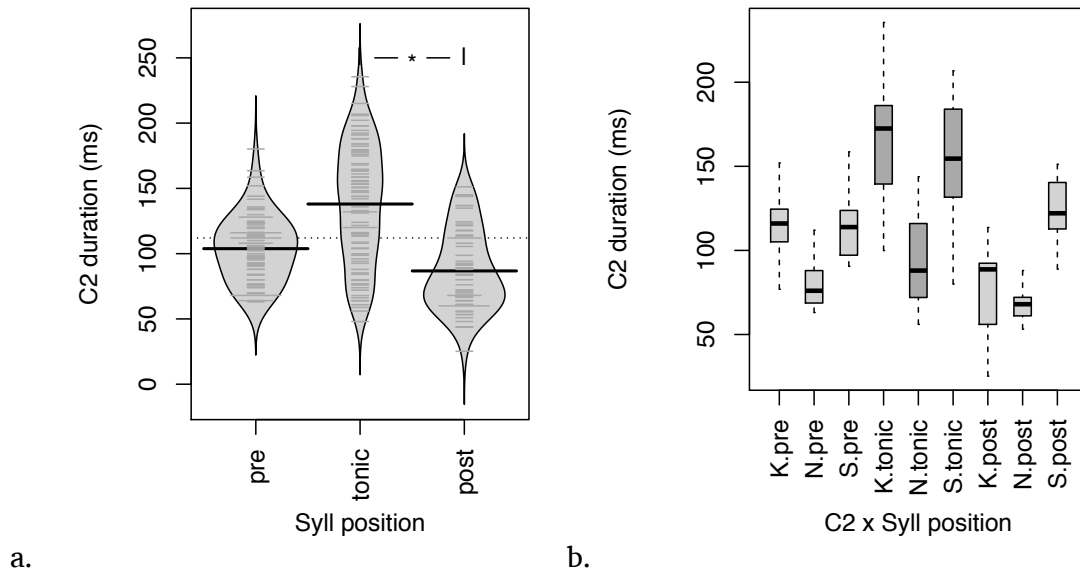 C2 duration (ms)
0
50
100
150
200
250
*
pre
tonic
post
Syll position
a.
C2 duration (ms)
50
100
150
200
K.pre
N.pre
S.pre
K.tonic
N.tonic
S.tonic
K.post
N.post
S.post
C2 x Syll position
b.